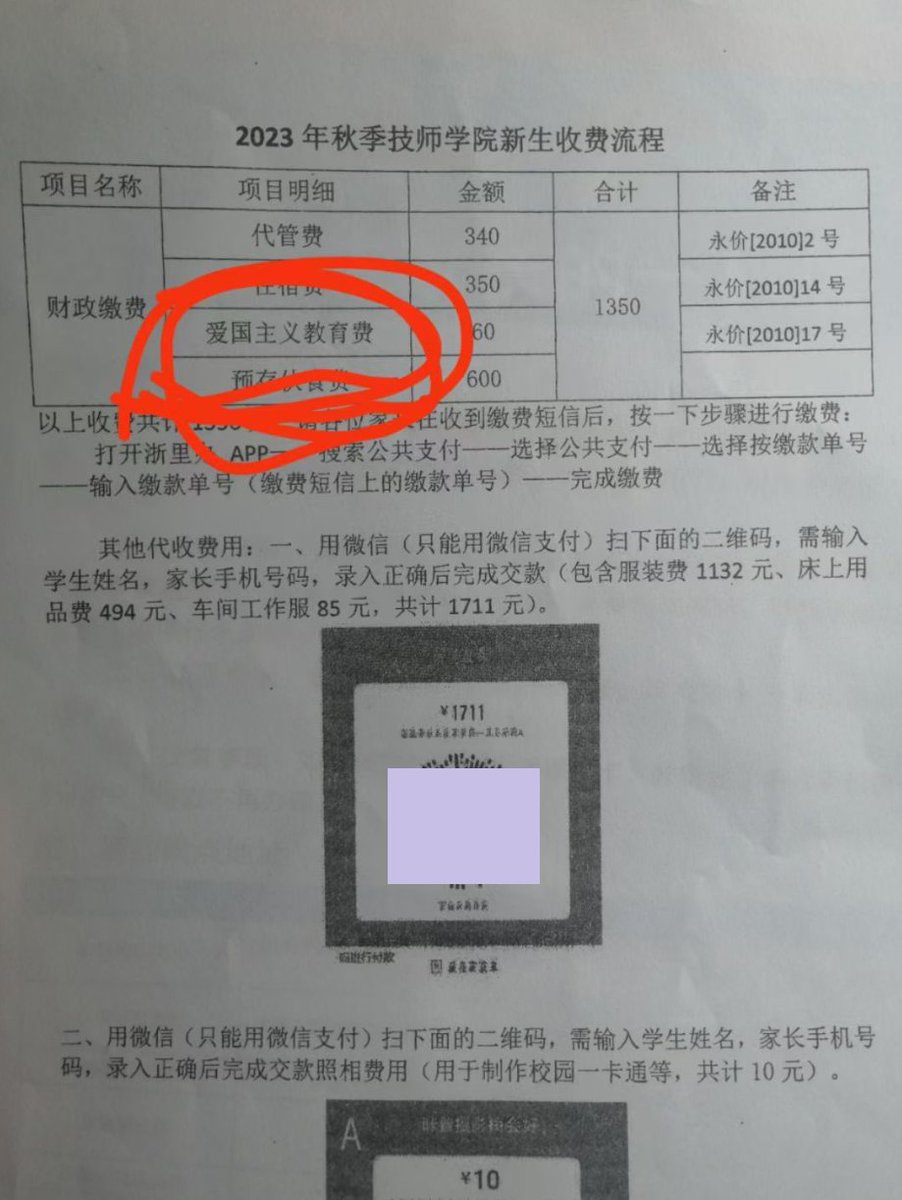 2023 年秋季技师学院新生收费流程
项目名称 项目明细 金额 合计 备注
财政缴费 代管费 340 1350 永价[2010]2 号
住宿费 350 永价[2010]14 号
爱国主义教育费 60 永价[2010]17 号
预存伙食费 600
以上收费共计 1350 请各位家长在收到缴费短信后，按一下步骤进行缴费：
打开浙里办 APP——搜索公共支付——选择公共支付——选择按缴款单号
——输入缴款单号（缴费短信上的缴款单号）——完成缴费
其他代收费用：一、用微信（只能用微信支付）扫下面的二维码，需输入
学生姓名，家长手机号码，录入正确后完成交款（包含服装费 1132 元、床上用
品费 494 元、车间工作服 85 元，共计 1711 元）。
¥1711
码进行付款
二、用微信（只能用微信支付）扫下面的二维码，需输入学生姓名，家长手机号
码，录入正确后完成交款照相费用（用于制作校园一卡通等，共计 10 元）。
A
¥10